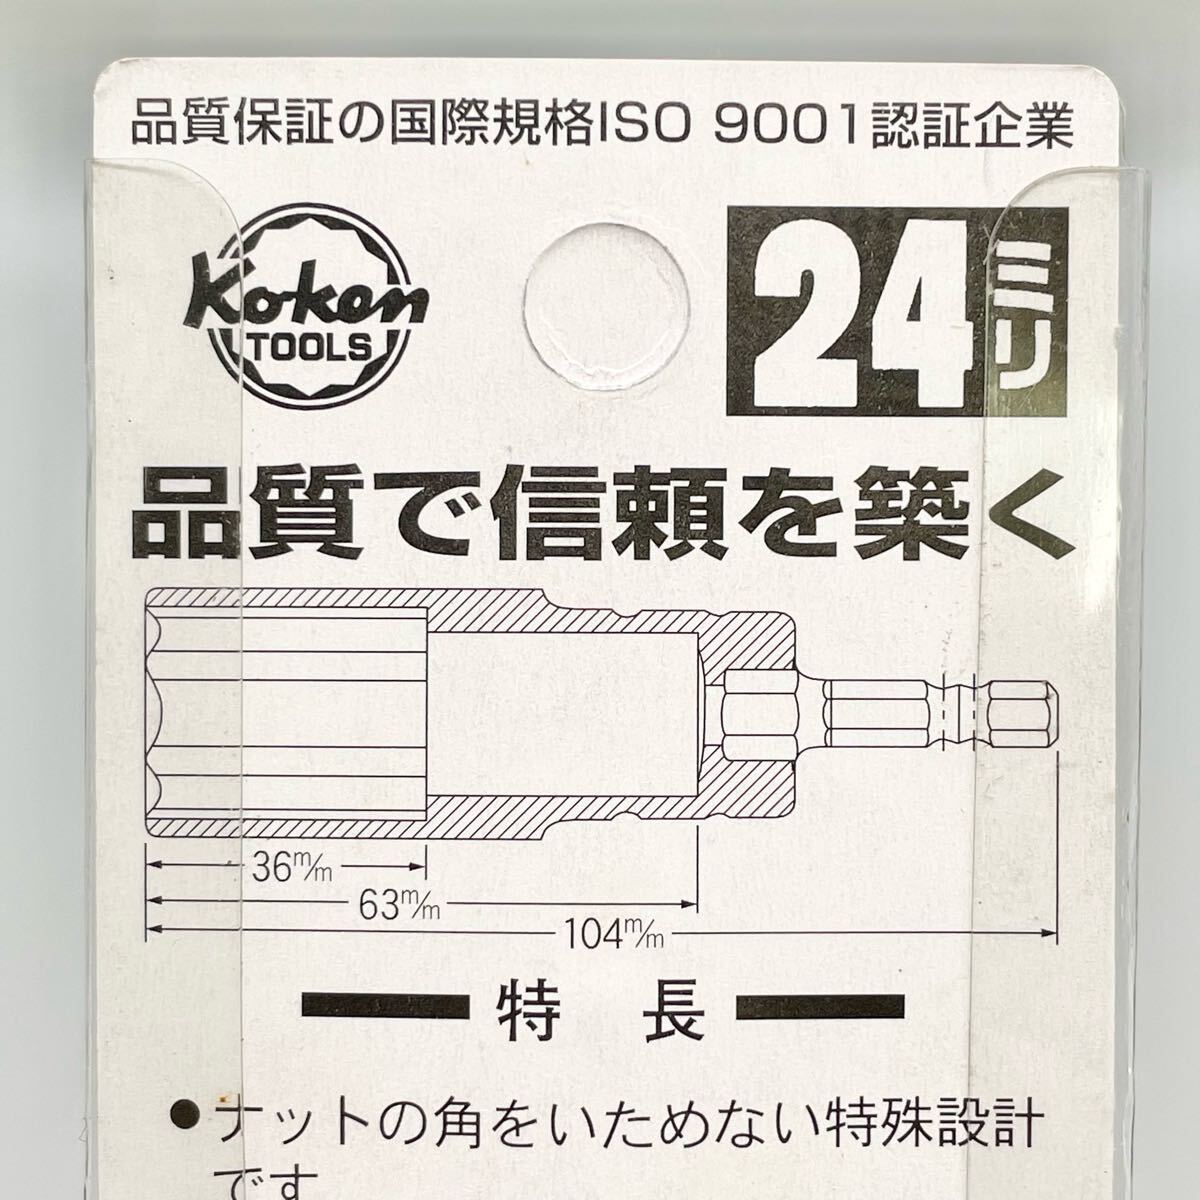 品質保証の国際規格ISO 9001認証企業
Ko-ken
TOOLS
24ミリ
品質で信頼を築く
36m/m
63m/m
104m/m
特 長
●ナットの角をいためない特殊設計
です